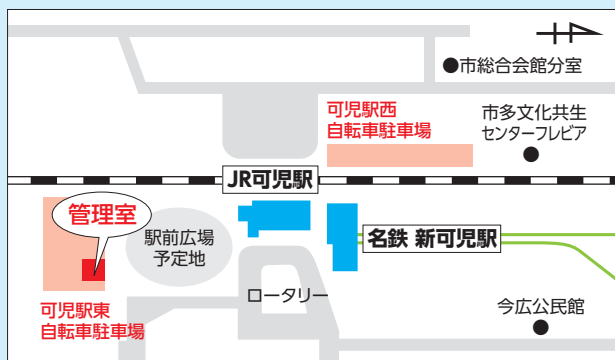 ●市総合会館分室
可児駅西
自転車駐車場
市多文化共生
センターフレビア
JR可児駅
管理室
駅前広場
予定地
名鉄 新可児駅
ロータリー
可児駅東
自転車駐車場
今広公民館